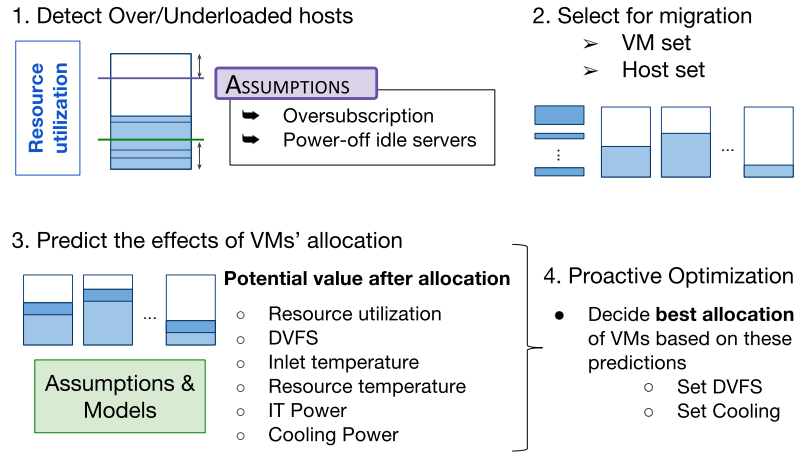 1. Detect Over/Underloaded hosts
Resource
utilization
ASSUMPTIONS
➥ Oversubscription
➥ Power-off idle servers
2. Select for migration
➢ VM set
➢ Host set
⋮
...
3. Predict the effects of VMs' allocation
...
Assumptions &
Models
Potential value after allocation
○ Resource utilization
○ DVFS
○ Inlet temperature
○ Resource temperature
○ IT Power
○ Cooling Power
4. Proactive Optimization
● Decide best allocation
of VMs based on these
predictions
○ Set DVFS
○ Set Cooling